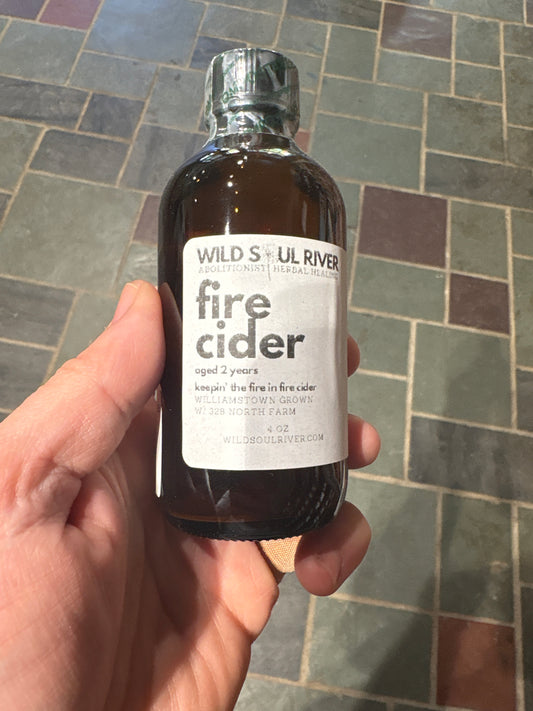 WILD SOUL RIVER
ABOLITIONIST HERBAL HEALING
fire
cider
aged 2 years
keepin' the fire in fire cider
WILLIAMSTOWN GROWN
W/ 328 NORTH FARM
4 OZ
WILDSOULRIVER.COM